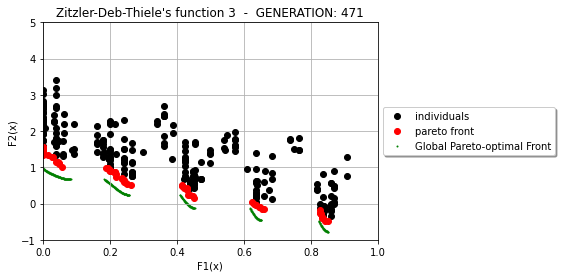 Zitzler-Deb-Thiele's function 3 - GENERATION: 471
5
4
3
2
1
0
−1
F2(x)
0.0 0.2 0.4 0.6 0.8 1.0
F1(x)
individuals
pareto front
Global Pareto-optimal Front